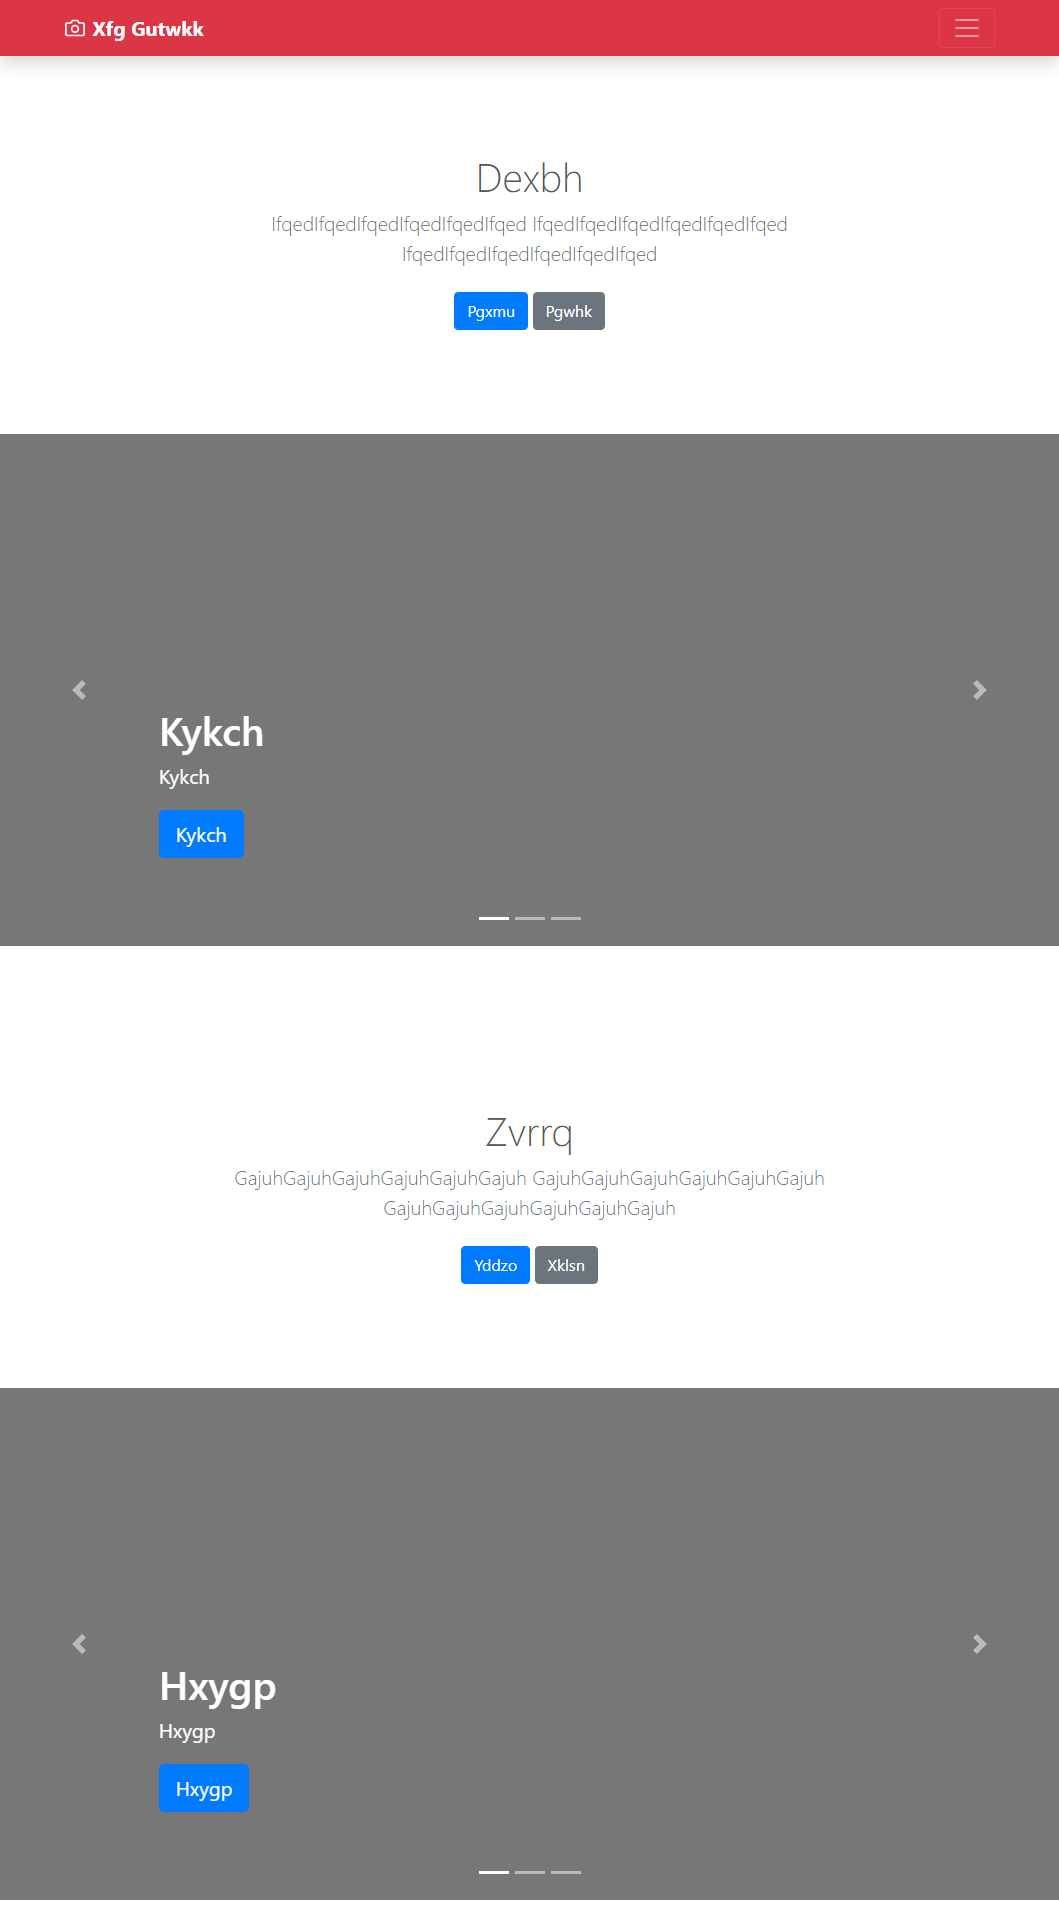 Xfg Gutwkk
Dexbh
IfqedIfqedIfqedIfqedIfqedIfqed IfqedIfqedIfqedIfqedIfqedIfqed
IfqedIfqedIfqedIfqedIfqedIfqed
Pgxmu Pgwhk
Kykch
Kykch
Kykch
Zvrrq
GajuhGajuhGajuhGajuhGajuhGajuh GajuhGajuhGajuhGajuhGajuhGajuh
GajuhGajuhGajuhGajuhGajuhGajuh
Yddzo Xklsn
Hxygp
Hxygp
Hxygp